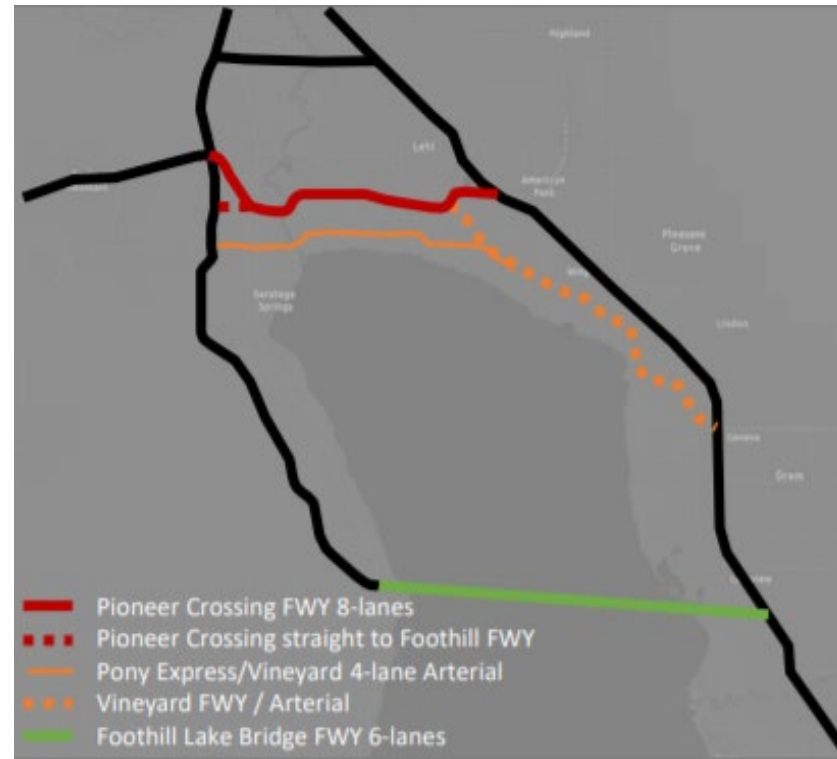 Highland
Lehi
American
Fork
Pleasant
Grove
Saratoga
Springs
Lindon
Geneva
Orem
Pioneer Crossing FWY 8-lanes
Pioneer Crossing straight to Foothill FWY
Pony Express/Vineyard 4-lane Arterial
Vineyard FWY / Arterial
Foothill Lake Bridge FWY 6-lanes